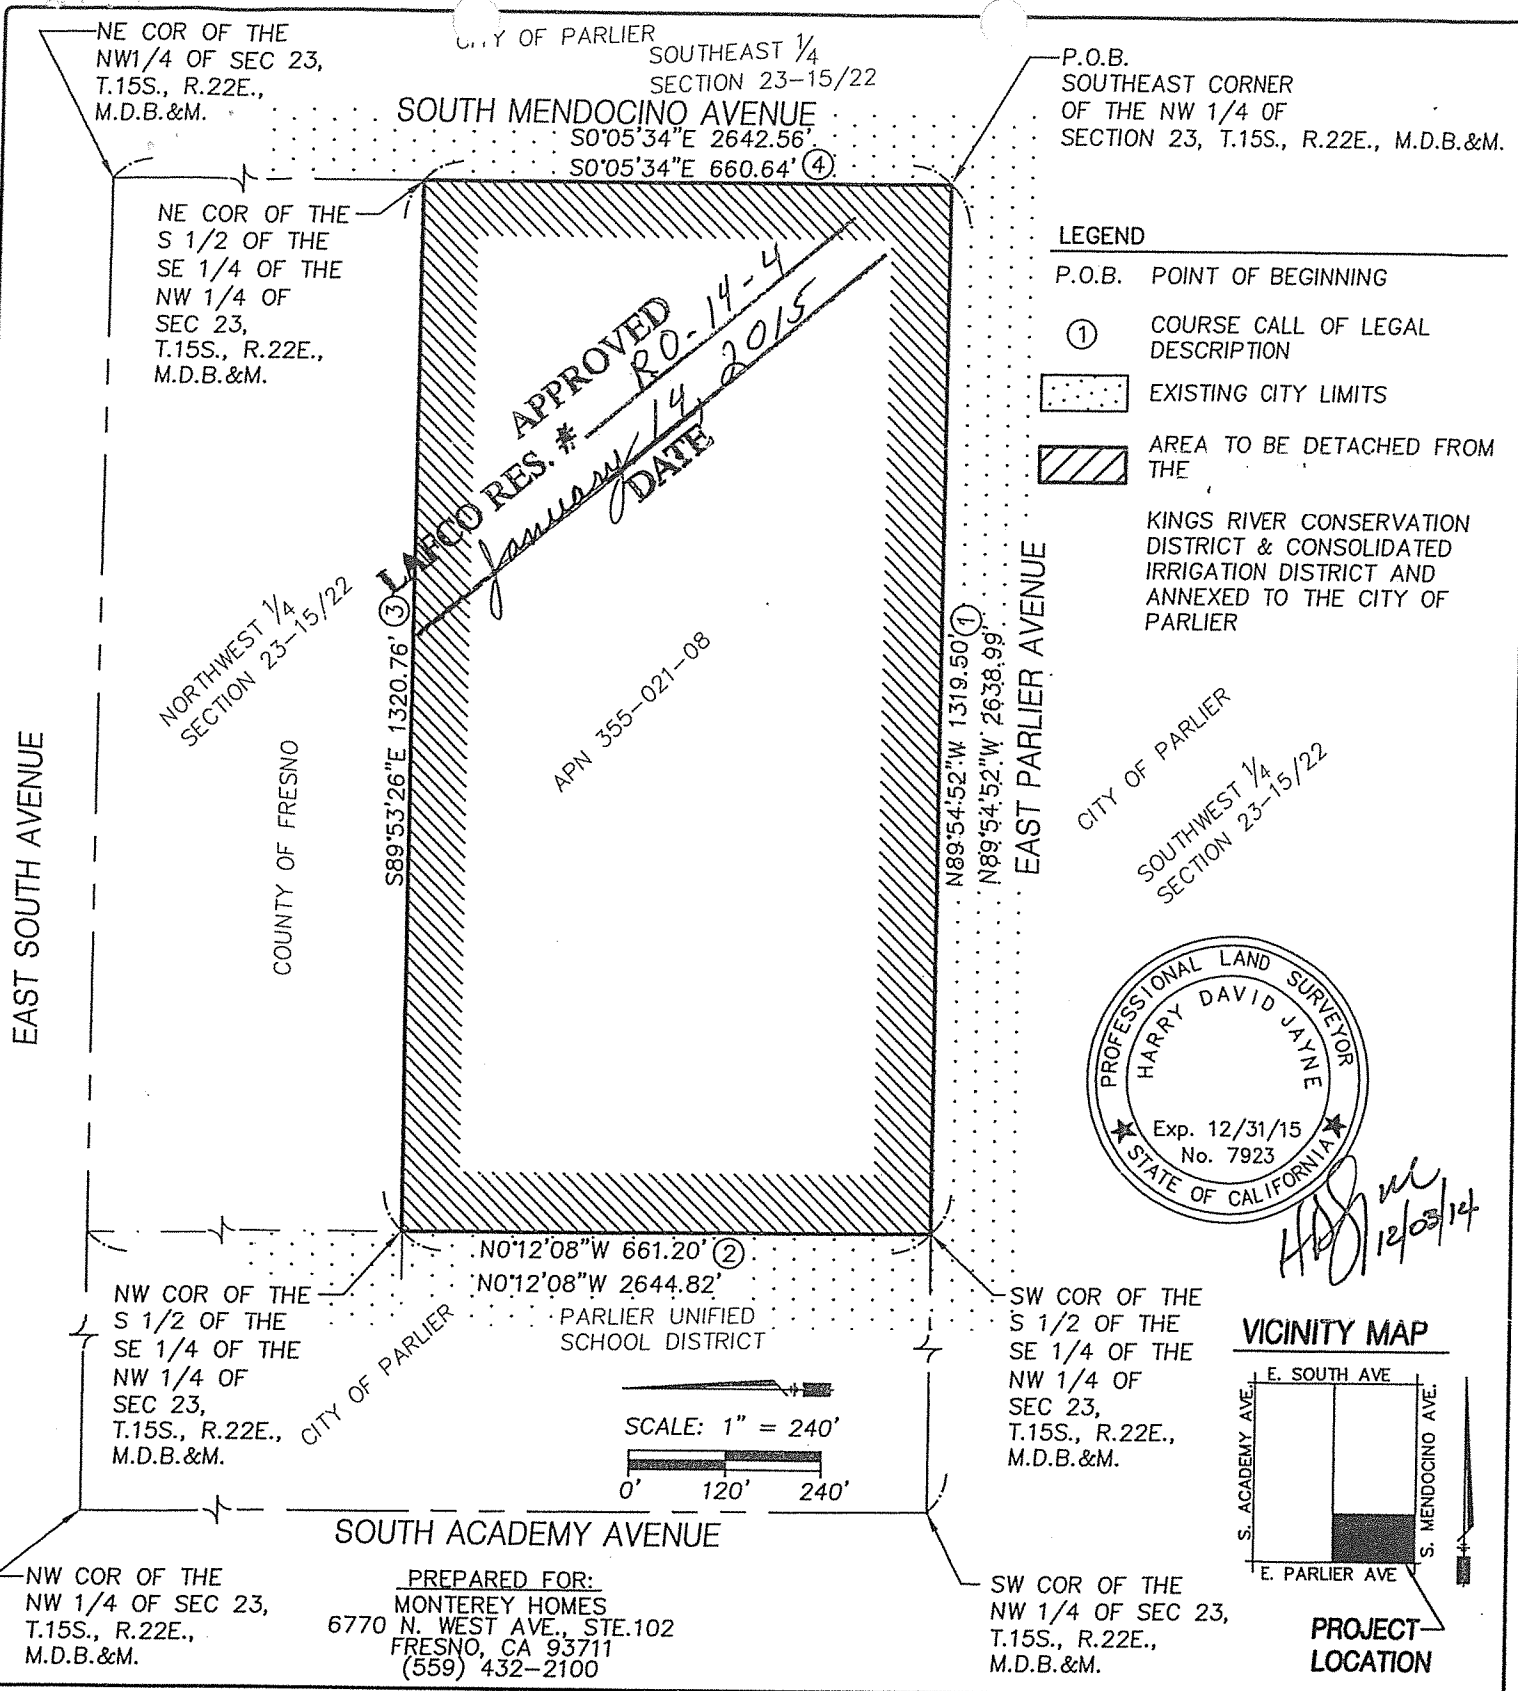 NE COR OF THE
NW1/4 OF SEC 23,
T.15S., R.22E.,
M.D.B.&M.
CITY OF PARLIER
SOUTHEAST 1/4
SECTION 23-15/22
SOUTH MENDOCINO AVENUE
S0°05'34"E 2642.56'
S0°05'34"E 660.64' ④
P.O.B.
SOUTHEAST CORNER
OF THE NW 1/4 OF
SECTION 23, T.15S., R.22E., M.D.B.&M.
NE COR OF THE
S 1/2 OF THE
SE 1/4 OF THE
NW 1/4 OF
SEC 23,
T.15S., R.22E.,
M.D.B.&M.
LEGEND
P.O.B. POINT OF BEGINNING
① COURSE CALL OF LEGAL
DESCRIPTION
EXISTING CITY LIMITS
AREA TO BE DETACHED FROM
THE
KINGS RIVER CONSERVATION
DISTRICT & CONSOLIDATED
IRRIGATION DISTRICT AND
ANNEXED TO THE CITY OF
PARLIER
APPROVED
LAFCO RES. # RO-14-4
January 14 2015
DATE
NORTHWEST 1/4
SECTION 23-15/22
S89°53'26"E 1320.76' ③
APN 355-021-08
N89°54'52"W 1319.50' ①
N89°54'52"W 2638.99'
EAST PARLIER AVENUE
CITY OF PARLIER
SOUTHWEST 1/4
SECTION 23-15/22
EAST SOUTH AVENUE
COUNTY OF FRESNO
PROFESSIONAL LAND SURVEYOR
HARRY DAVID JAYNE
Exp. 12/31/15
No. 7923
STATE OF CALIFORNIA
12/03/14
N0°12'08"W 661.20' ②
N0°12'08"W 2644.82'
PARLIER UNIFIED
SCHOOL DISTRICT
CITY OF PARLIER
NW COR OF THE
S 1/2 OF THE
SE 1/4 OF THE
NW 1/4 OF
SEC 23,
T.15S., R.22E.,
M.D.B.&M.
SW COR OF THE
S 1/2 OF THE
SE 1/4 OF THE
NW 1/4 OF
SEC 23,
T.15S., R.22E.,
M.D.B.&M.
SCALE: 1" = 240'
0' 120' 240'
VICINITY MAP
E. SOUTH AVE
S. ACADEMY AVE.
S. MENDOCINO AVE.
E. PARLIER AVE
PROJECT
LOCATION
SOUTH ACADEMY AVENUE
NW COR OF THE
NW 1/4 OF SEC 23,
T.15S., R.22E.,
M.D.B.&M.
PREPARED FOR:
MONTEREY HOMES
6770 N. WEST AVE., STE.102
FRESNO, CA 93711
(559) 432-2100
SW COR OF THE
NW 1/4 OF SEC 23,
T.15S., R.22E.,
M.D.B.&M.